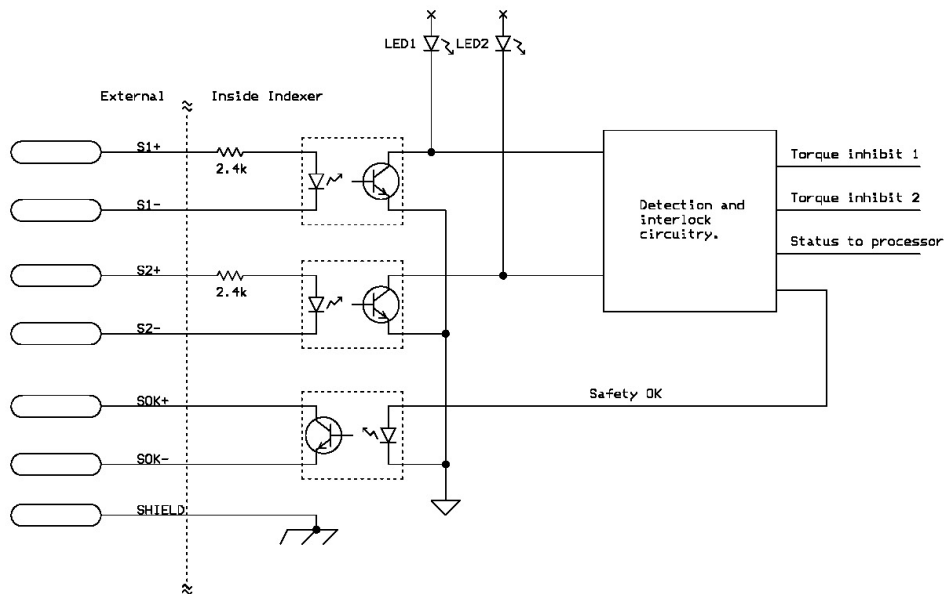 LED1
LED2
External
Inside Indexer
S1+
2.4k
S1-
S2+
2.4k
S2-
SOK+
SOK-
SHIELD
Detection and
interlock
circuitry.
Torque inhibit 1
Torque inhibit 2
Status to processor
Safety OK